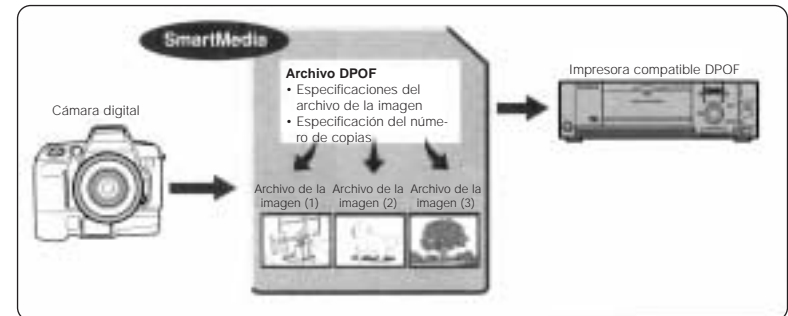 SmartMedia
Archivo DPOF
• Especificaciones del
archivo de la imagen
• Especificación del núme-
ro de copias
Impresora compatible DPOF
Cámara digital
Archivo de la
imagen (1)
Archivo de la
imagen (2)
Archivo de la
imagen (3)